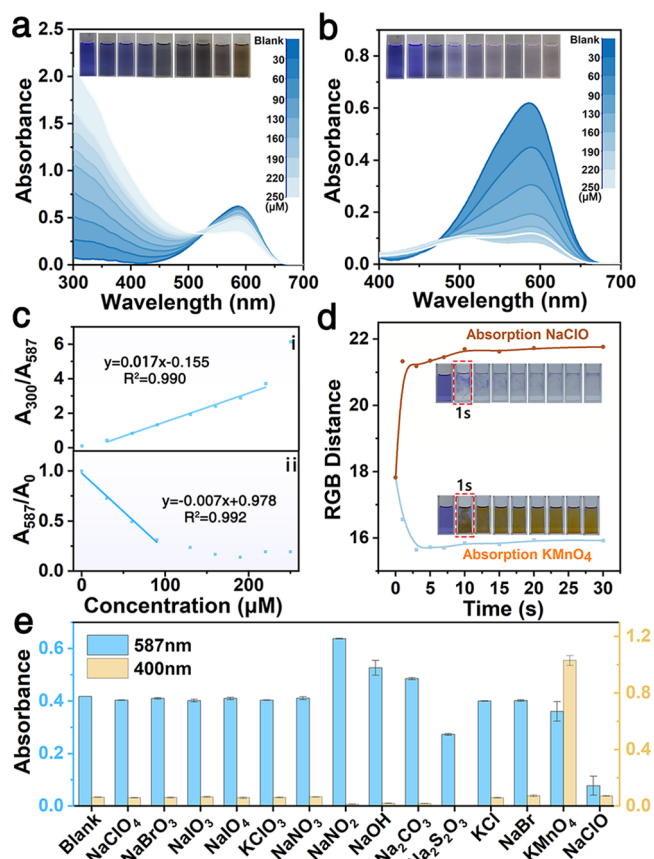 a
Blank
30
60
90
130
160
190
220
250
(μM)
Absorbance
2.5
2.0
1.5
1.0
0.5
0.0
300
400
500
600
700
Wavelength (nm)
b
Blank
30
60
90
130
160
190
220
250
(μM)
Absorbance
0.8
0.6
0.4
0.2
0.0
400
500
600
700
Wavelength (nm)
c
i
y=0.017x-0.155
R²=0.990
A300/A587
6
4
2
0
ii
y=-0.007x+0.978
R²=0.992
A587/A0
1.0
0.5
0.0
0
100
200
Concentration (μM)
d
Absorption NaClO
1s
1s
Absorption KMnO4
RGB Distance
22
20
18
16
0
5
10
15
20
25
30
Time (s)
e
587nm
400nm
Absorbance
0.6
0.4
0.2
0.0
1.2
0.8
0.4
0.0
Blank
NaClO4
NaBrO3
NaIO3
NaIO4
KClO3
NaNO3
NaNO2
NaOH
Na2CO3
Na2S2O3
KCl
NaBr
KMnO4
NaClO